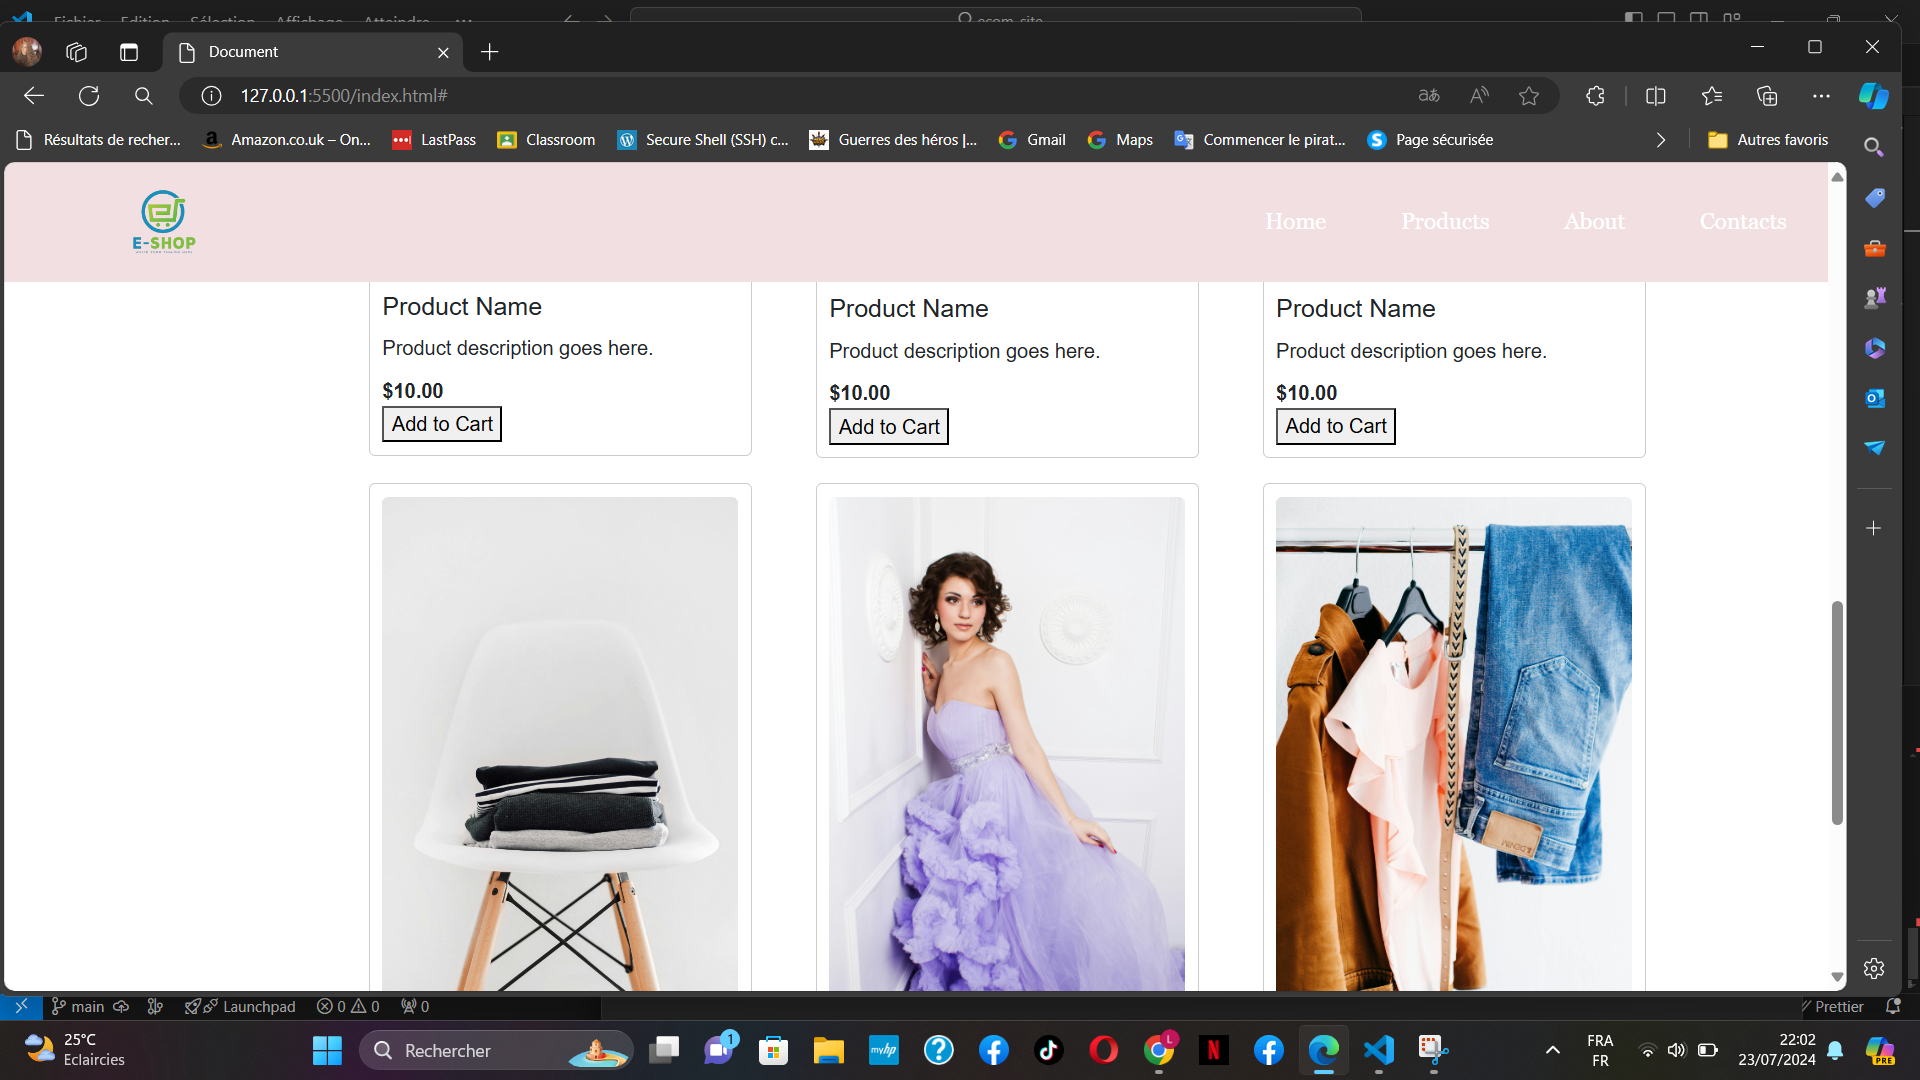 Fichier Edition Sélection Affichage Atteindre ...
ecom-site
Document
127.0.0.1:5500/index.html#
Résultats de recher... Amazon.co.uk – On... LastPass Classroom Secure Shell (SSH) c... Guerres des héros |... Gmail Maps Commencer le pirat... Page sécurisée Autres favoris
E-SHOP
Home Products About Contacts
Product Name
Product description goes here.
$10.00
Add to Cart
Product Name
Product description goes here.
$10.00
Add to Cart
Product Name
Product description goes here.
$10.00
Add to Cart
main Launchpad 0 0 0 Prettier
25°C
Eclaircies
Rechercher
1
myhp
L
FRA
FR
22:02
23/07/2024
PRE